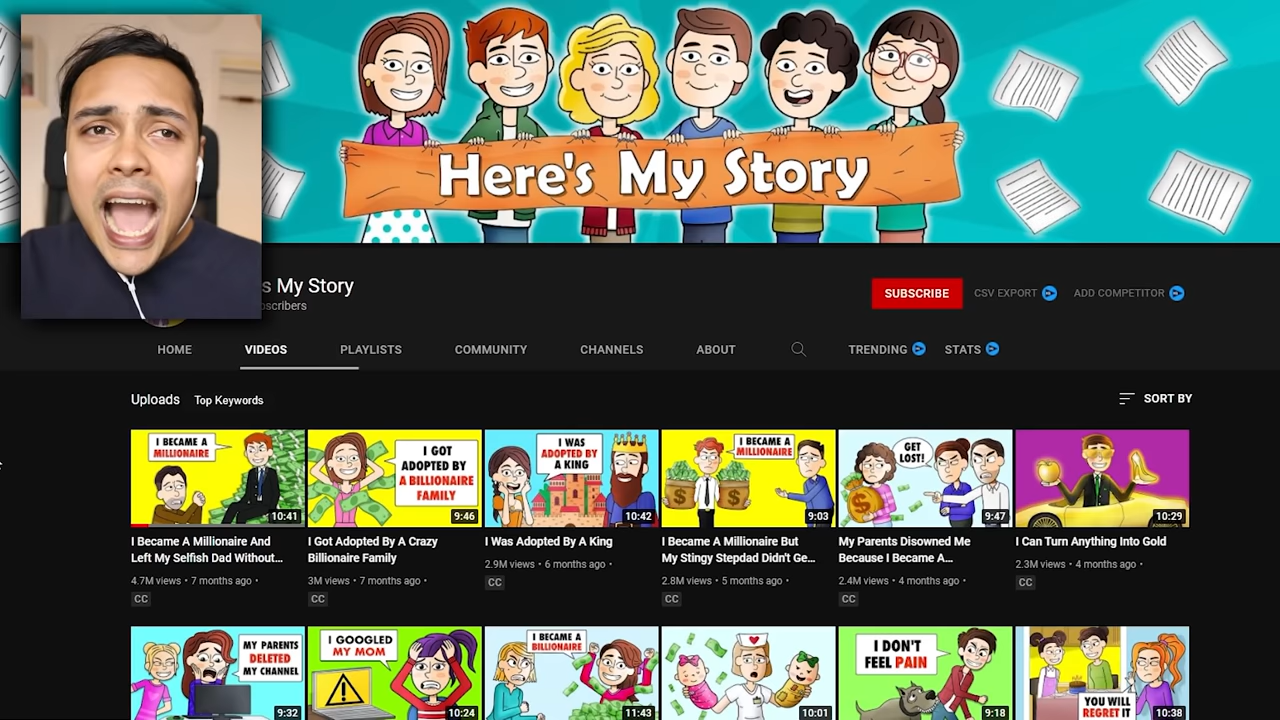 Here's My Story
s My Story
scribers
SUBSCRIBE
CSV EXPORT
ADD COMPETITOR
HOME
VIDEOS
PLAYLISTS
COMMUNITY
CHANNELS
ABOUT
TRENDING
STATS
Uploads
Top Keywords
SORT BY
I BECAME A
MILLIONAIRE
10:41
I GOT
ADOPTED BY
A BILLIONAIRE
FAMILY
9:46
I WAS
ADOPTED BY
A KING
10:42
I BECAME A
MILLIONAIRE
$
$
9:03
GET
LOST!
$
9:47
10:29
I Became A Millionaire And
Left My Selfish Dad Without...
4.7M views • 7 months ago •
CC
I Got Adopted By A Crazy
Billionaire Family
3M views • 7 months ago •
CC
I Was Adopted By A King
2.9M views • 6 months ago •
CC
I Became A Millionaire But
My Stingy Stepdad Didn't Ge...
2.8M views • 5 months ago •
CC
My Parents Disowned Me
Because I Became A...
2.4M views • 4 months ago •
CC
I Can Turn Anything Into Gold
2.3M views • 4 months ago •
CC
MY PARENTS
DELETED
MY CHANNEL
9:32
I GOOGLED
MY MOM
10:24
I BECAME A
BILLIONAIRE
11:43
10:01
I DON'T
FEEL PAIN
9:18
YOU WILL
REGRET IT
10:38